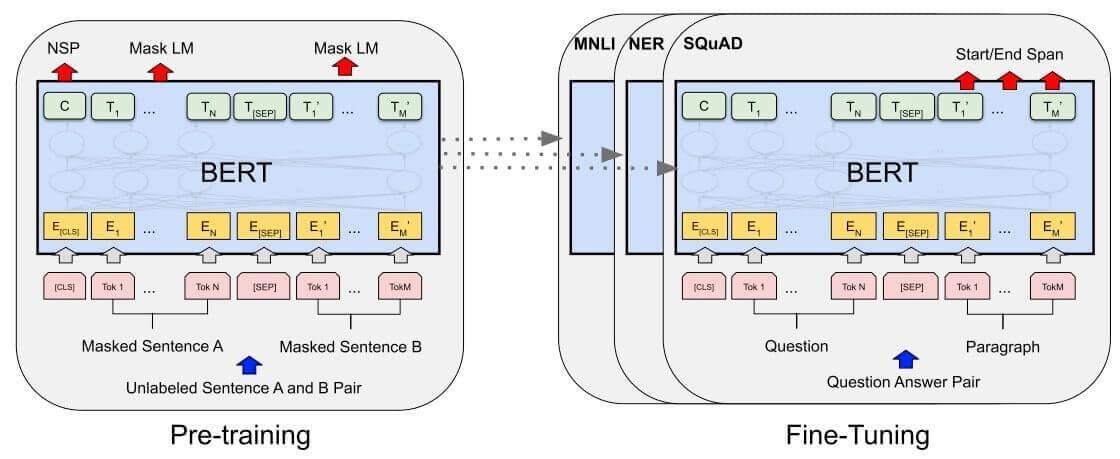 NSP Mask LM Mask LM
C T1 ... TN T[SEP] T1' ... TM'
BERT
E[CLS] E1 ... EN E[SEP] E1' ... EM'
[CLS] Tok 1 ... Tok N [SEP] Tok 1 ... TokM
Masked Sentence A Masked Sentence B
Unlabeled Sentence A and B Pair
Pre-training
MNLI NER SQuAD
Start/End Span
C T1 ... TN T[SEP] T1' ... TM'
BERT
E[CLS] E1 ... EN E[SEP] E1' ... EM'
[CLS] Tok 1 ... Tok N [SEP] Tok 1 ... TokM
Question Paragraph
Question Answer Pair
Fine-Tuning